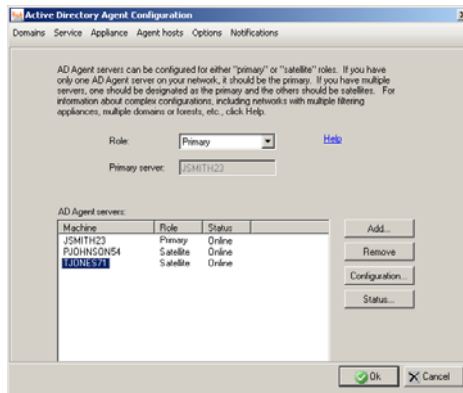 Active Directory Agent Configuration
Domains Service Appliance Agent hosts Options Notifications
AD Agent servers can be configured for either "primary" or "satellite" roles. If you have
only one AD Agent server on your network, it should be the primary. If you have multiple
servers, one should be designated as the primary and the others should be satellites. For
information about complex configurations, including networks with multiple filtering
appliances, multiple domains or forests, etc., click Help.
Role: Primary Help
Primary server: JSMITH23
AD Agent servers:
Machine Role Status
JSMITH23 Primary Online
PJOHNSON54 Satellite Online
TJONES71 Satellite Online
Add...
Remove
Configuration...
Status...
Ok Cancel